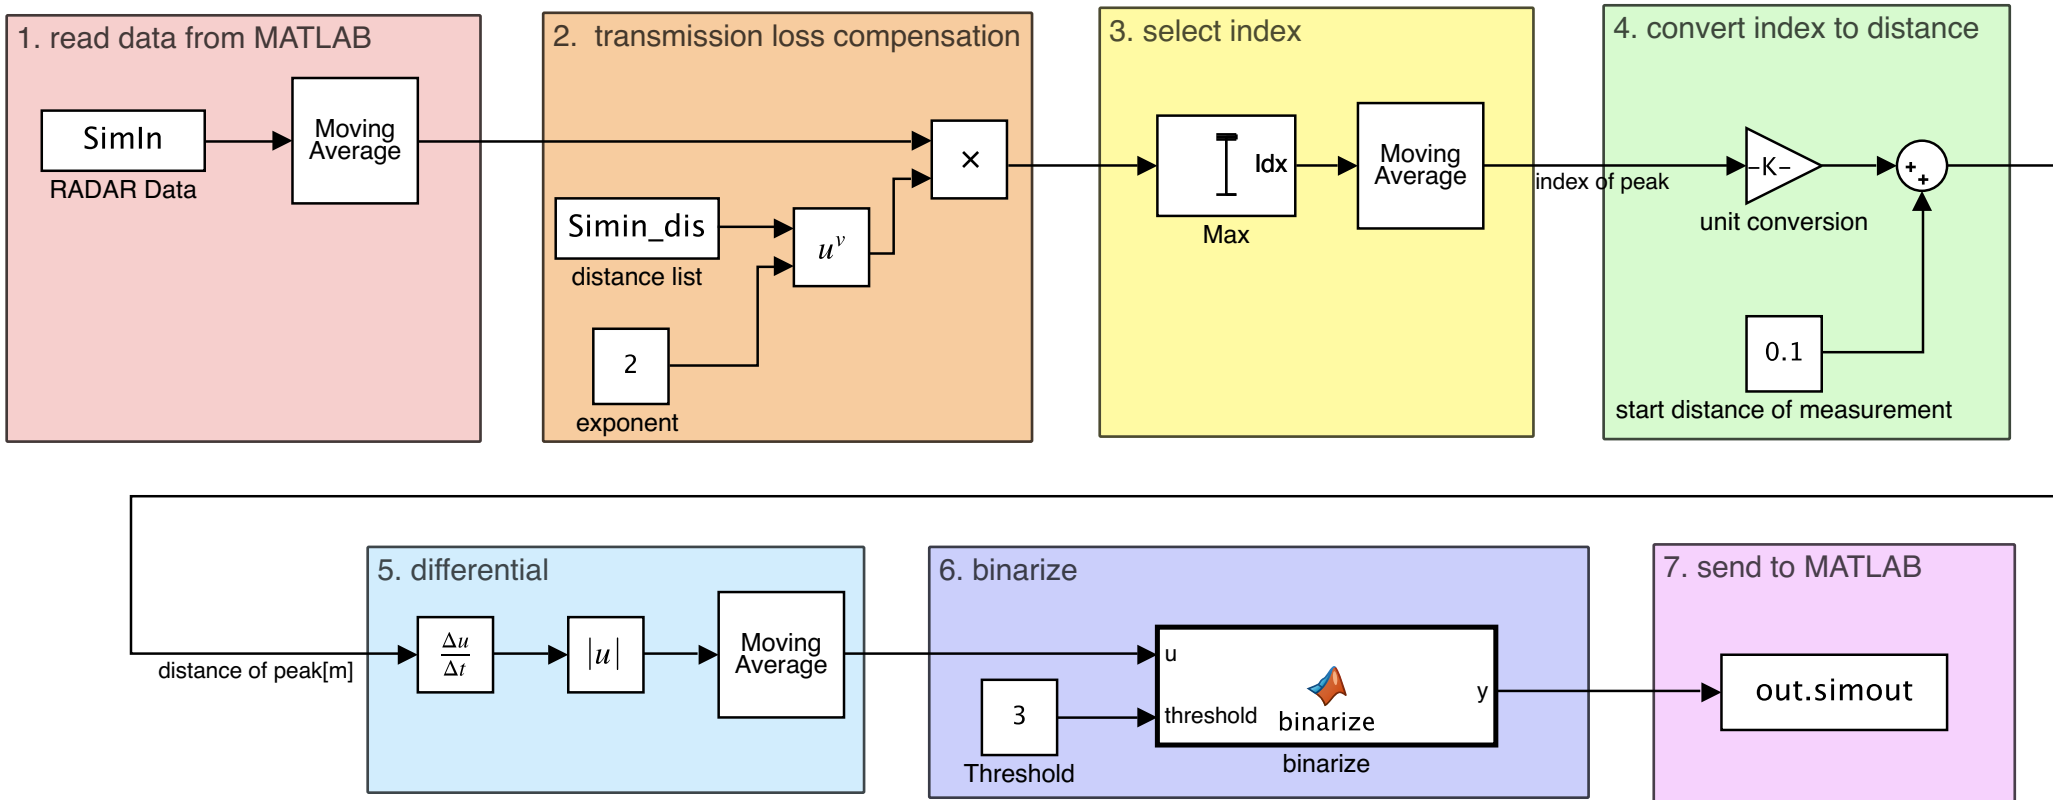 1. read data from MATLAB
SimIn
RADAR Data
Moving
Average
2. transmission loss compensation
Simin_dis
distance list
2
exponent
u^v
×
3. select index
Idx
Max
Moving
Average
index of peak
4. convert index to distance
-K-
unit conversion
+
+
0.1
start distance of measurement
distance of peak[m]
5. differential
Δu
Δt
|u|
Moving
Average
6. binarize
3
Threshold
u
threshold
y
binarize
binarize
7. send to MATLAB
out.simout